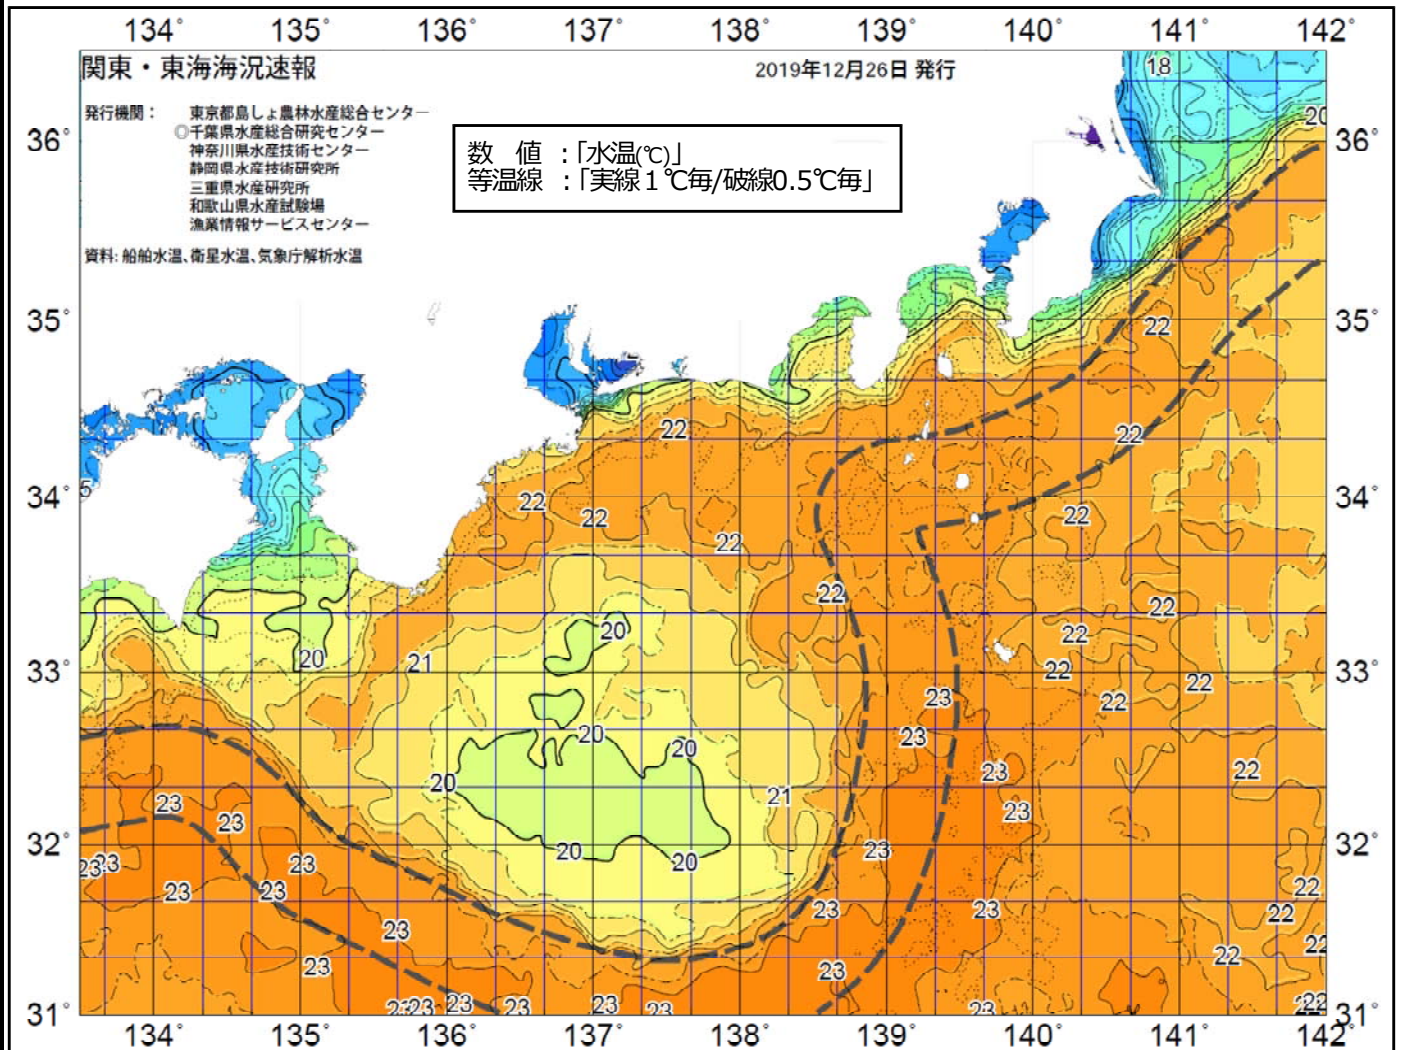 134° 135° 136° 137° 138° 139° 140° 141° 142°
関東・東海海況速報
2019年12月26日 発行
発行機関： 東京都島しょ農林水産総合センター
◎千葉県水産総合研究センター
神奈川県水産技術センター
静岡県水産技術研究所
三重県水産研究所
和歌山県水産試験場
漁業情報サービスセンター
資料: 船舶水温、衛星水温、気象庁解析水温
数 値 ：「水温(℃)」
等温線 ：「実線１℃毎/破線0.5℃毎」
18
20
36° 36°
35° 35°
22
22 22
5
34° 34°
22 22 22 22
22 22
20 22
20 21 22 22
33° 33°
23 22 22
20 23
20 20 21 23 22
23 23 23
32° 32°
20 20 23
23 23 23
23 23 22
23 23 22
23 22 22
23 23
31° 31°
23 23 23 23 23 23 22
134° 135° 136° 137° 138° 139° 140° 141° 142°